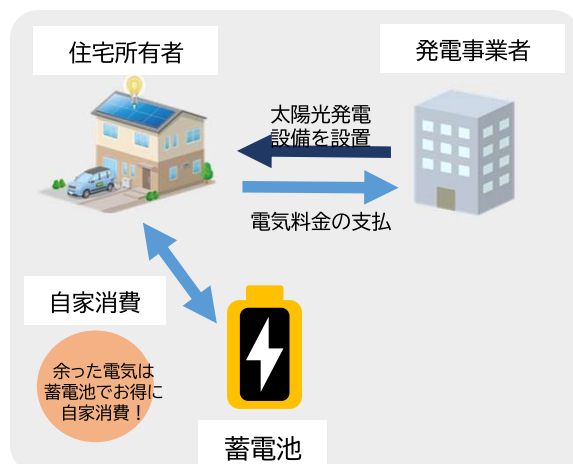 住宅所有者
発電事業者
太陽光発電
設備を設置
電気料金の支払
自家消費
余った電気は
蓄電池でお得に
自家消費！
蓄電池